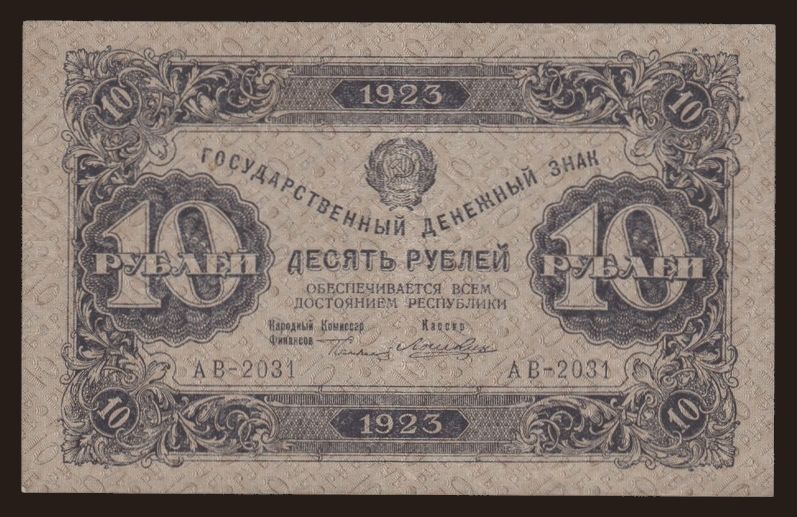 1923
10 10
ГОСУДАРСТВЕННЫЙ ДЕНЕЖНЫЙ ЗНАК
10 РУБЛЕЙ
ДЕСЯТЬ РУБЛЕЙ
10 РУБЛЕЙ
ОБЕСПЕЧИВАЕТСЯ ВСЕМ
ДОСТОЯНИЕМ РЕСПУБЛИКИ
Народный Комиссар
Финансов
Кассир
АВ-2031 АВ-2031
10 10
1923